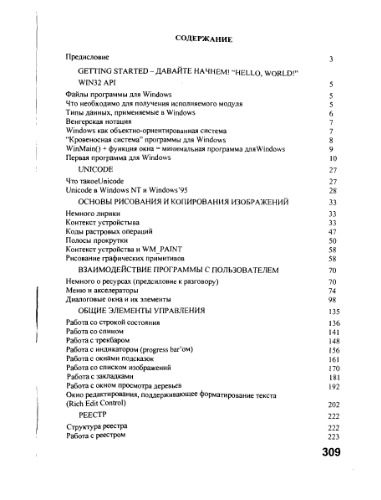 СОДЕРЖАНИЕ
Предисловие 3
GETTING STARTED – ДАВАЙТЕ НАЧНЕМ! "HELLO, WORLD!"
WIN32 API 5
Файлы программы для Windows 5
Что необходимо для получения исполняемого модуля 5
Типы данных, применяемые в Windows 6
Венгерская нотация 7
Windows как объектно-ориентированная система 7
"Кровеносная система" программы для Windows 8
WinMain() + функция окна = минимальная программа дляWindows 9
Первая программа для Windows 10
UNICODE 27
Что такоеUnicode 27
Unicode в Windows NT и Windows'95 28
ОСНОВЫ РИСОВАНИЯ И КОПИРОВАНИЯ ИЗОБРАЖЕНИЙ 33
Немного лирики 33
Контекст устройстыва 33
Коды растровых операций 47
Полосы прокрутки 50
Контекст устройства и WM_PAINT 58
Рисование графических примитивов 58
ВЗАИМОДЕЙСТВИЕ ПРОГРАММЫ С ПОЛЬЗОВАТЕЛЕМ 70
Немного о ресурсах (предисловие к разговору) 70
Меню и акселераторы 74
Диалоговые окна и их элементы 98
ОБЩИЕ ЭЛЕМЕНТЫ УПРАВЛЕНИЯ 135
Работа со строкой состояния 136
Работа со спином 141
Работа с трекбаром 148
Работа с индикатором (progress bar'ом) 156
Работа с окнами подсказок 161
Работа со списком изображений 170
Работа с закладками 181
Работа с окном просмотра деревьев 192
Окно редактирования, поддерживающее форматирование текста
(Rich Edit Control) 202
РЕЕСТР 222
Структура реестра 222
Работа с реестром 223
309